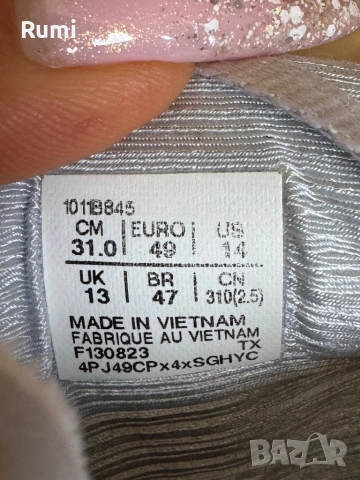 Rumi
1011B845
CM EURO US
31.0 49 14
UK BR CN
13 47 310(2.5)
MADE IN VIETNAM
FABRIQUE AU VIETNAM
F130823 TX
4PJ49CPx4xSGHYC
BAZAR